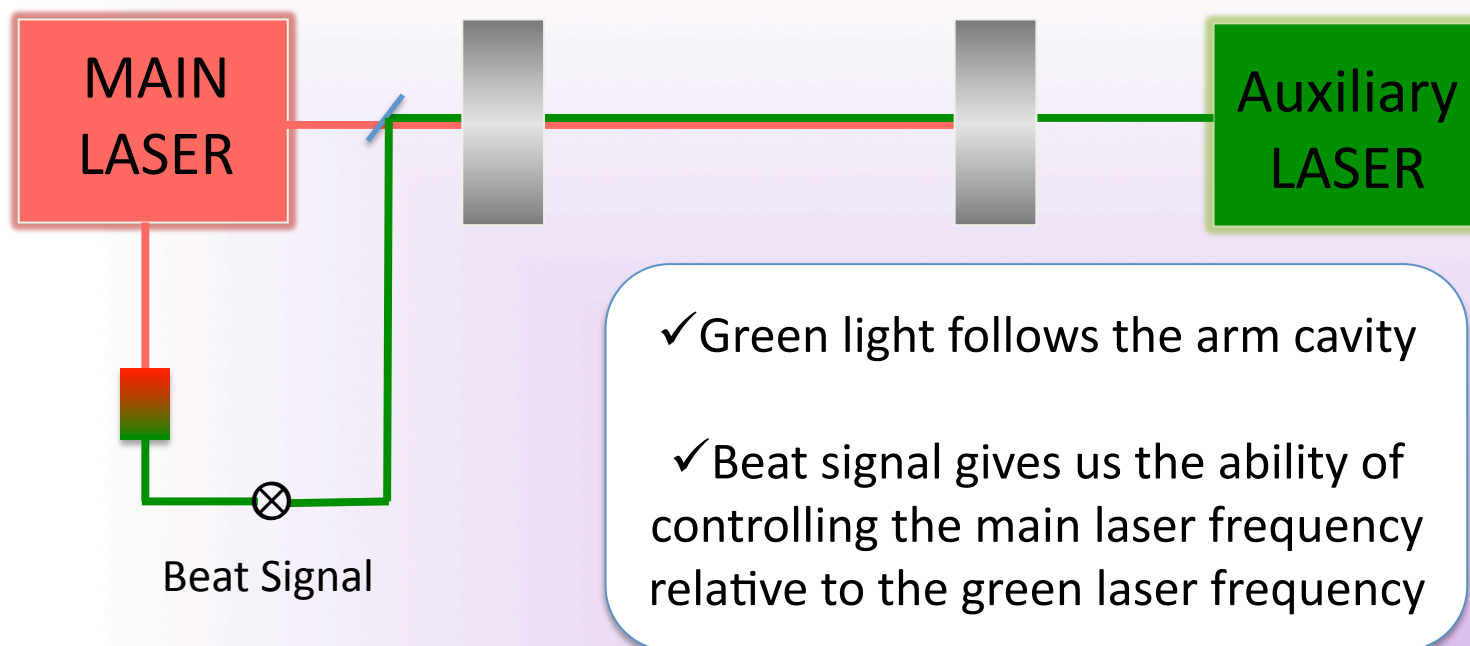 MAIN
LASER
Auxiliary
LASER
✓Green light follows the arm cavity
✓Beat signal gives us the ability of
controlling the main laser frequency
relative to the green laser frequency
Beat Signal